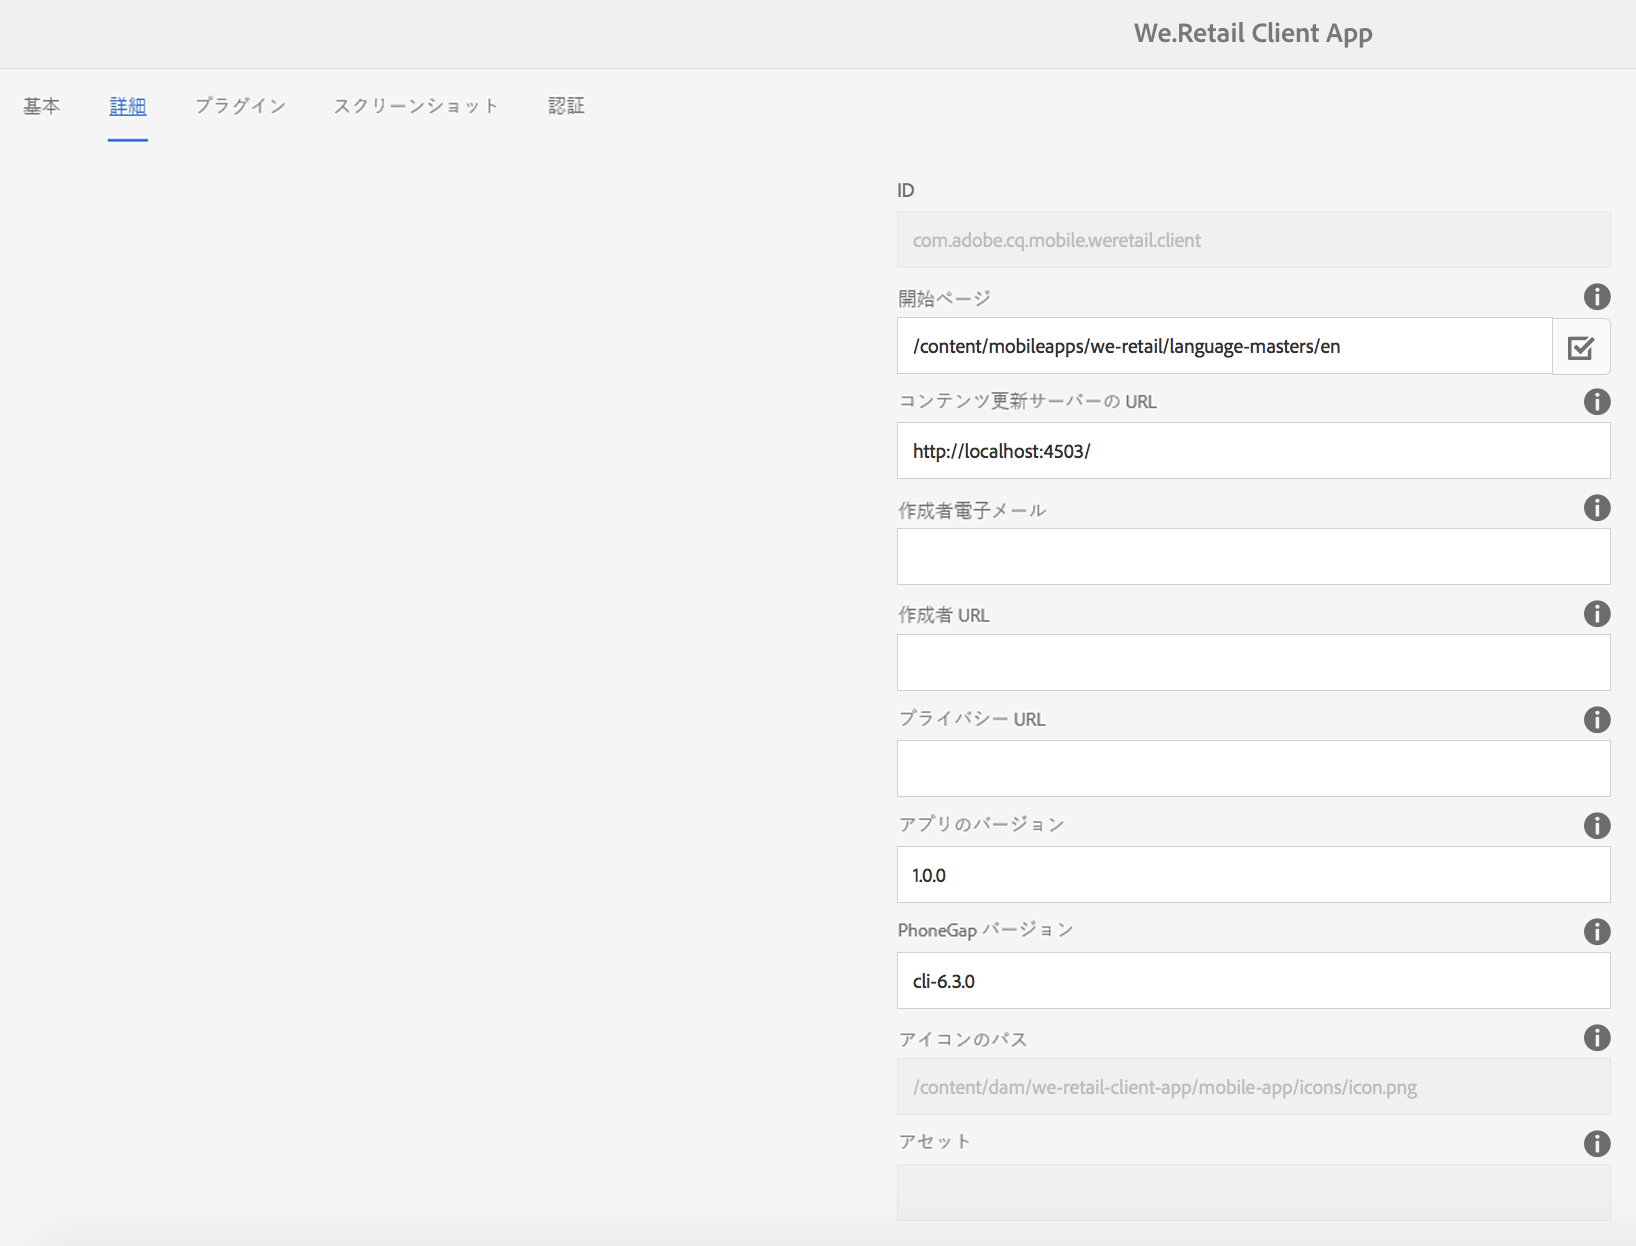 We.Retail Client App
基本 詳細 プラグイン スクリーンショット 認証
ID
com.adobe.cq.mobile.weretail.client
開始ページ
/content/mobileapps/we-retail/language-masters/en
コンテンツ更新サーバーの URL
http://localhost:4503/
作成者電子メール
作成者 URL
プライバシー URL
アプリのバージョン
1.0.0
PhoneGap バージョン
cli-6.3.0
アイコンのパス
/content/dam/we-retail-client-app/mobile-app/icons/icon.png
アセット